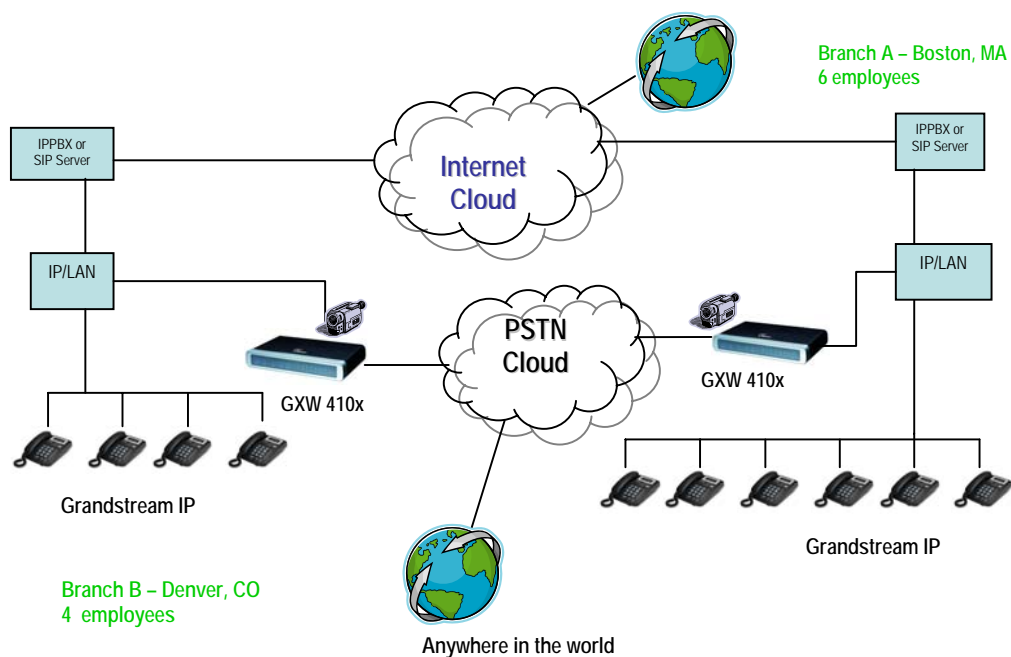 Branch A – Boston, MA
6 employees
IPPBX or
SIP Server
Internet
Cloud
IPPBX or
SIP Server
IP/LAN
IP/LAN
PSTN
Cloud
GXW 410x
GXW 410x
Grandstream IP
Grandstream IP
Branch B – Denver, CO
4 employees
Anywhere in the world